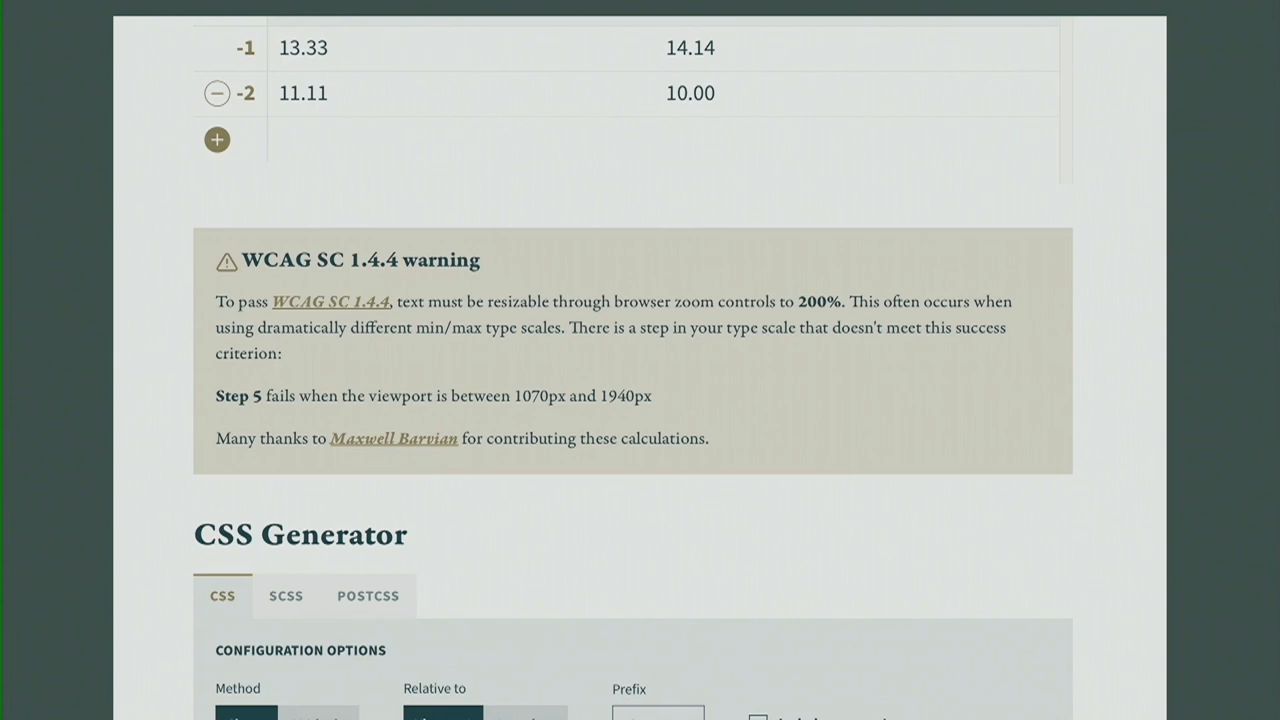 -1 13.33 14.14
-2 11.11 10.00
WCAG SC 1.4.4 warning
To pass WCAG SC 1.4.4, text must be resizable through browser zoom controls to 200%. This often occurs when
using dramatically different min/max type scales. There is a step in your type scale that doesn't meet this success
criterion:
Step 5 fails when the viewport is between 1070px and 1940px
Many thanks to Maxwell Barvian for contributing these calculations.
CSS Generator
CSS SCSS POSTCSS
CONFIGURATION OPTIONS
Method Relative to Prefix